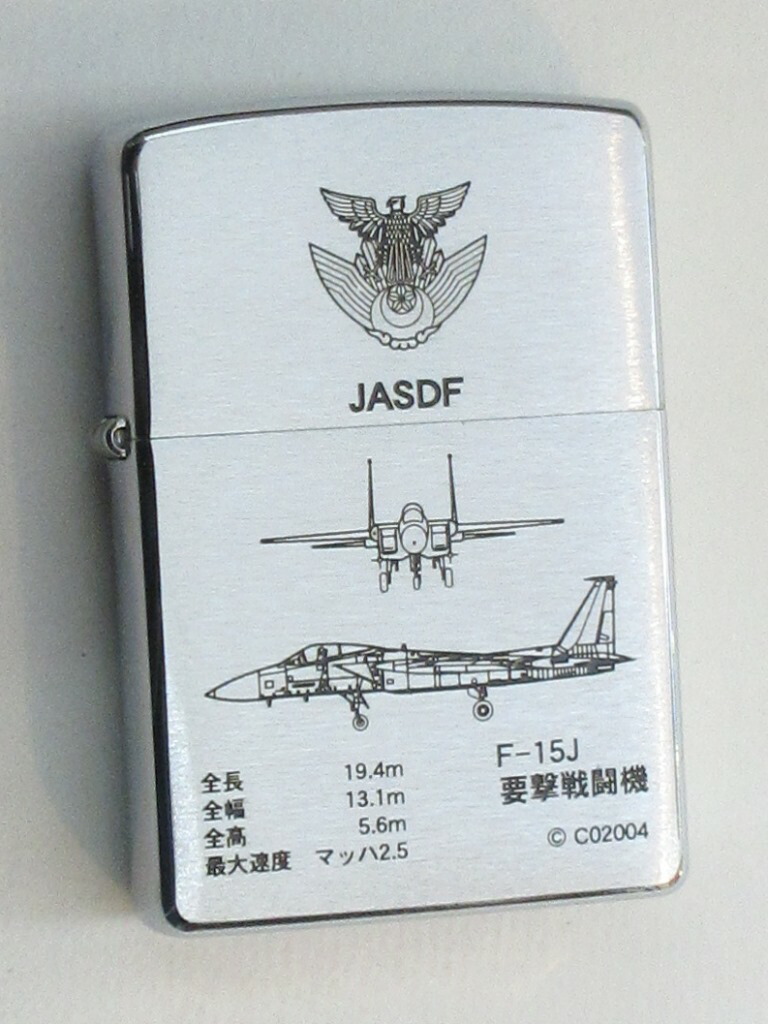 JASDF
全長 19.4m
全幅 13.1m
全高 5.6m
最大速度 マッハ2.5
F-15J
要撃戦闘機
© CO2004